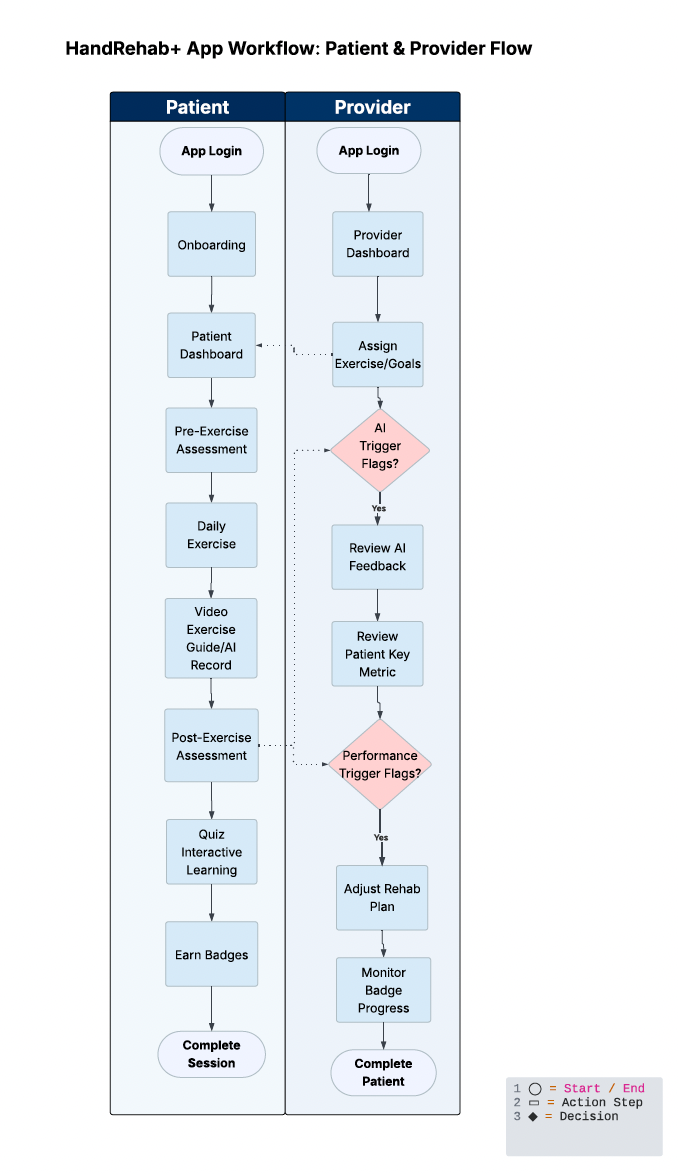 HandRehab+ App Workflow: Patient & Provider Flow
Patient
App Login
Onboarding
Patient
Dashboard
Pre-Exercise
Assessment
Daily
Exercise
Video
Exercise
Guide/AI
Record
Post-Exercise
Assessment
Quiz
Interactive
Learning
Earn Badges
Complete
Session
Provider
App Login
Provider
Dashboard
Assign
Exercise/Goals
AI
Trigger
Flags?
Yes
Review AI
Feedback
Review
Patient Key
Metric
Performance
Trigger Flags?
Yes
Adjust Rehab
Plan
Monitor
Badge
Progress
Complete
Patient
1 ◯ = Start / End
2 ▭ = Action Step
3 ◆ = Decision